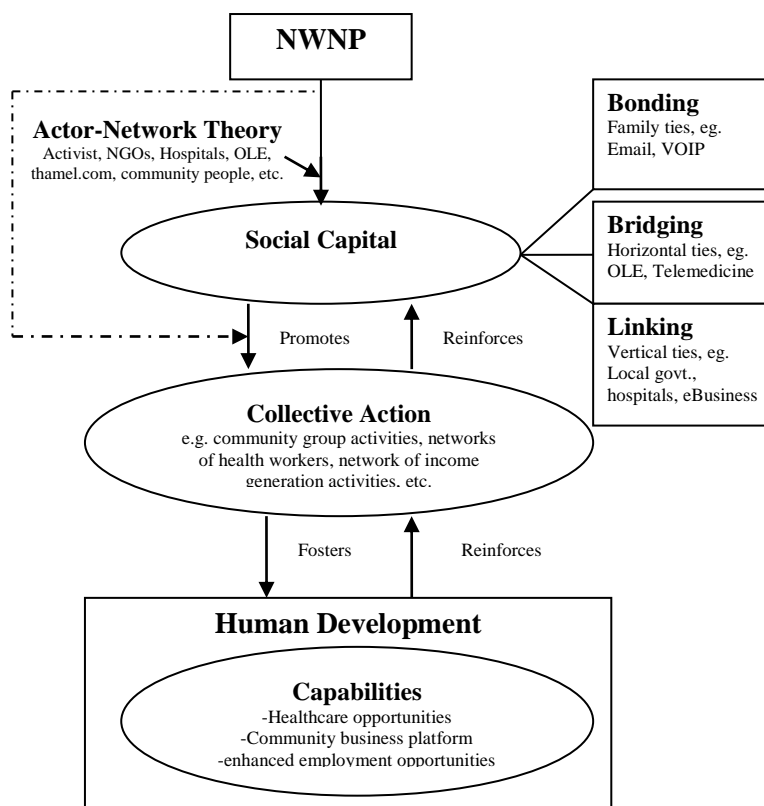 NWNP
Actor-Network Theory
Activist, NGOs, Hospitals, OLE,
thamel.com, community people, etc.
Bonding
Family ties, eg.
Email, VOIP
Social Capital
Bridging
Horizontal ties, eg.
OLE, Telemedicine
Linking
Vertical ties, eg.
Local govt.,
hospitals, eBusiness
Promotes
Reinforces
Collective Action
e.g. community group activities, networks
of health workers, network of income
generation activities, etc.
Fosters
Reinforces
Human Development
Capabilities
-Healthcare opportunities
-Community business platform
-enhanced employment opportunities